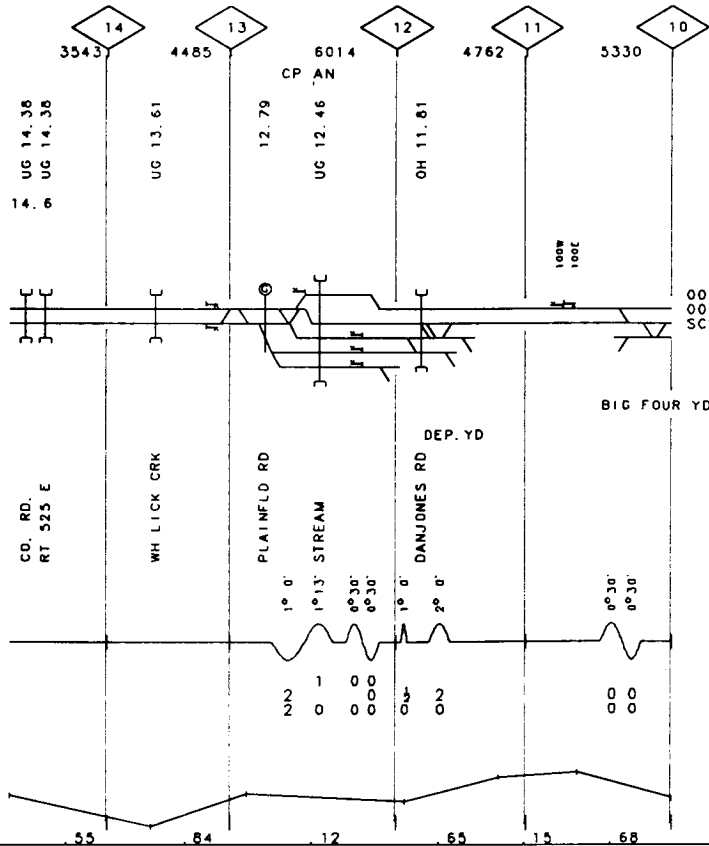 14 13 12 11 10
3543 4485 6014 4762 5330
CP AN
UG 14.38
UG 14.38
UG 13.61
12.79
UG 12.46
OH 11.81
14.6
100W
100E
G
00
00
SC
BIG FOUR YD
DEP. YD
CO. RD.
RT 525 E
WH LICK CRK
PLAINFLD RD
STREAM
DANJONES RD
1° 0' 1°13' 0°30' 0°30' 1° 0' 2° 0' 0°30' 0°30'
1 0 0
2 0 ½ 2 0 0
2 0 0 0 0 0 0 0
.55 .84 .12 .65 .15 .68